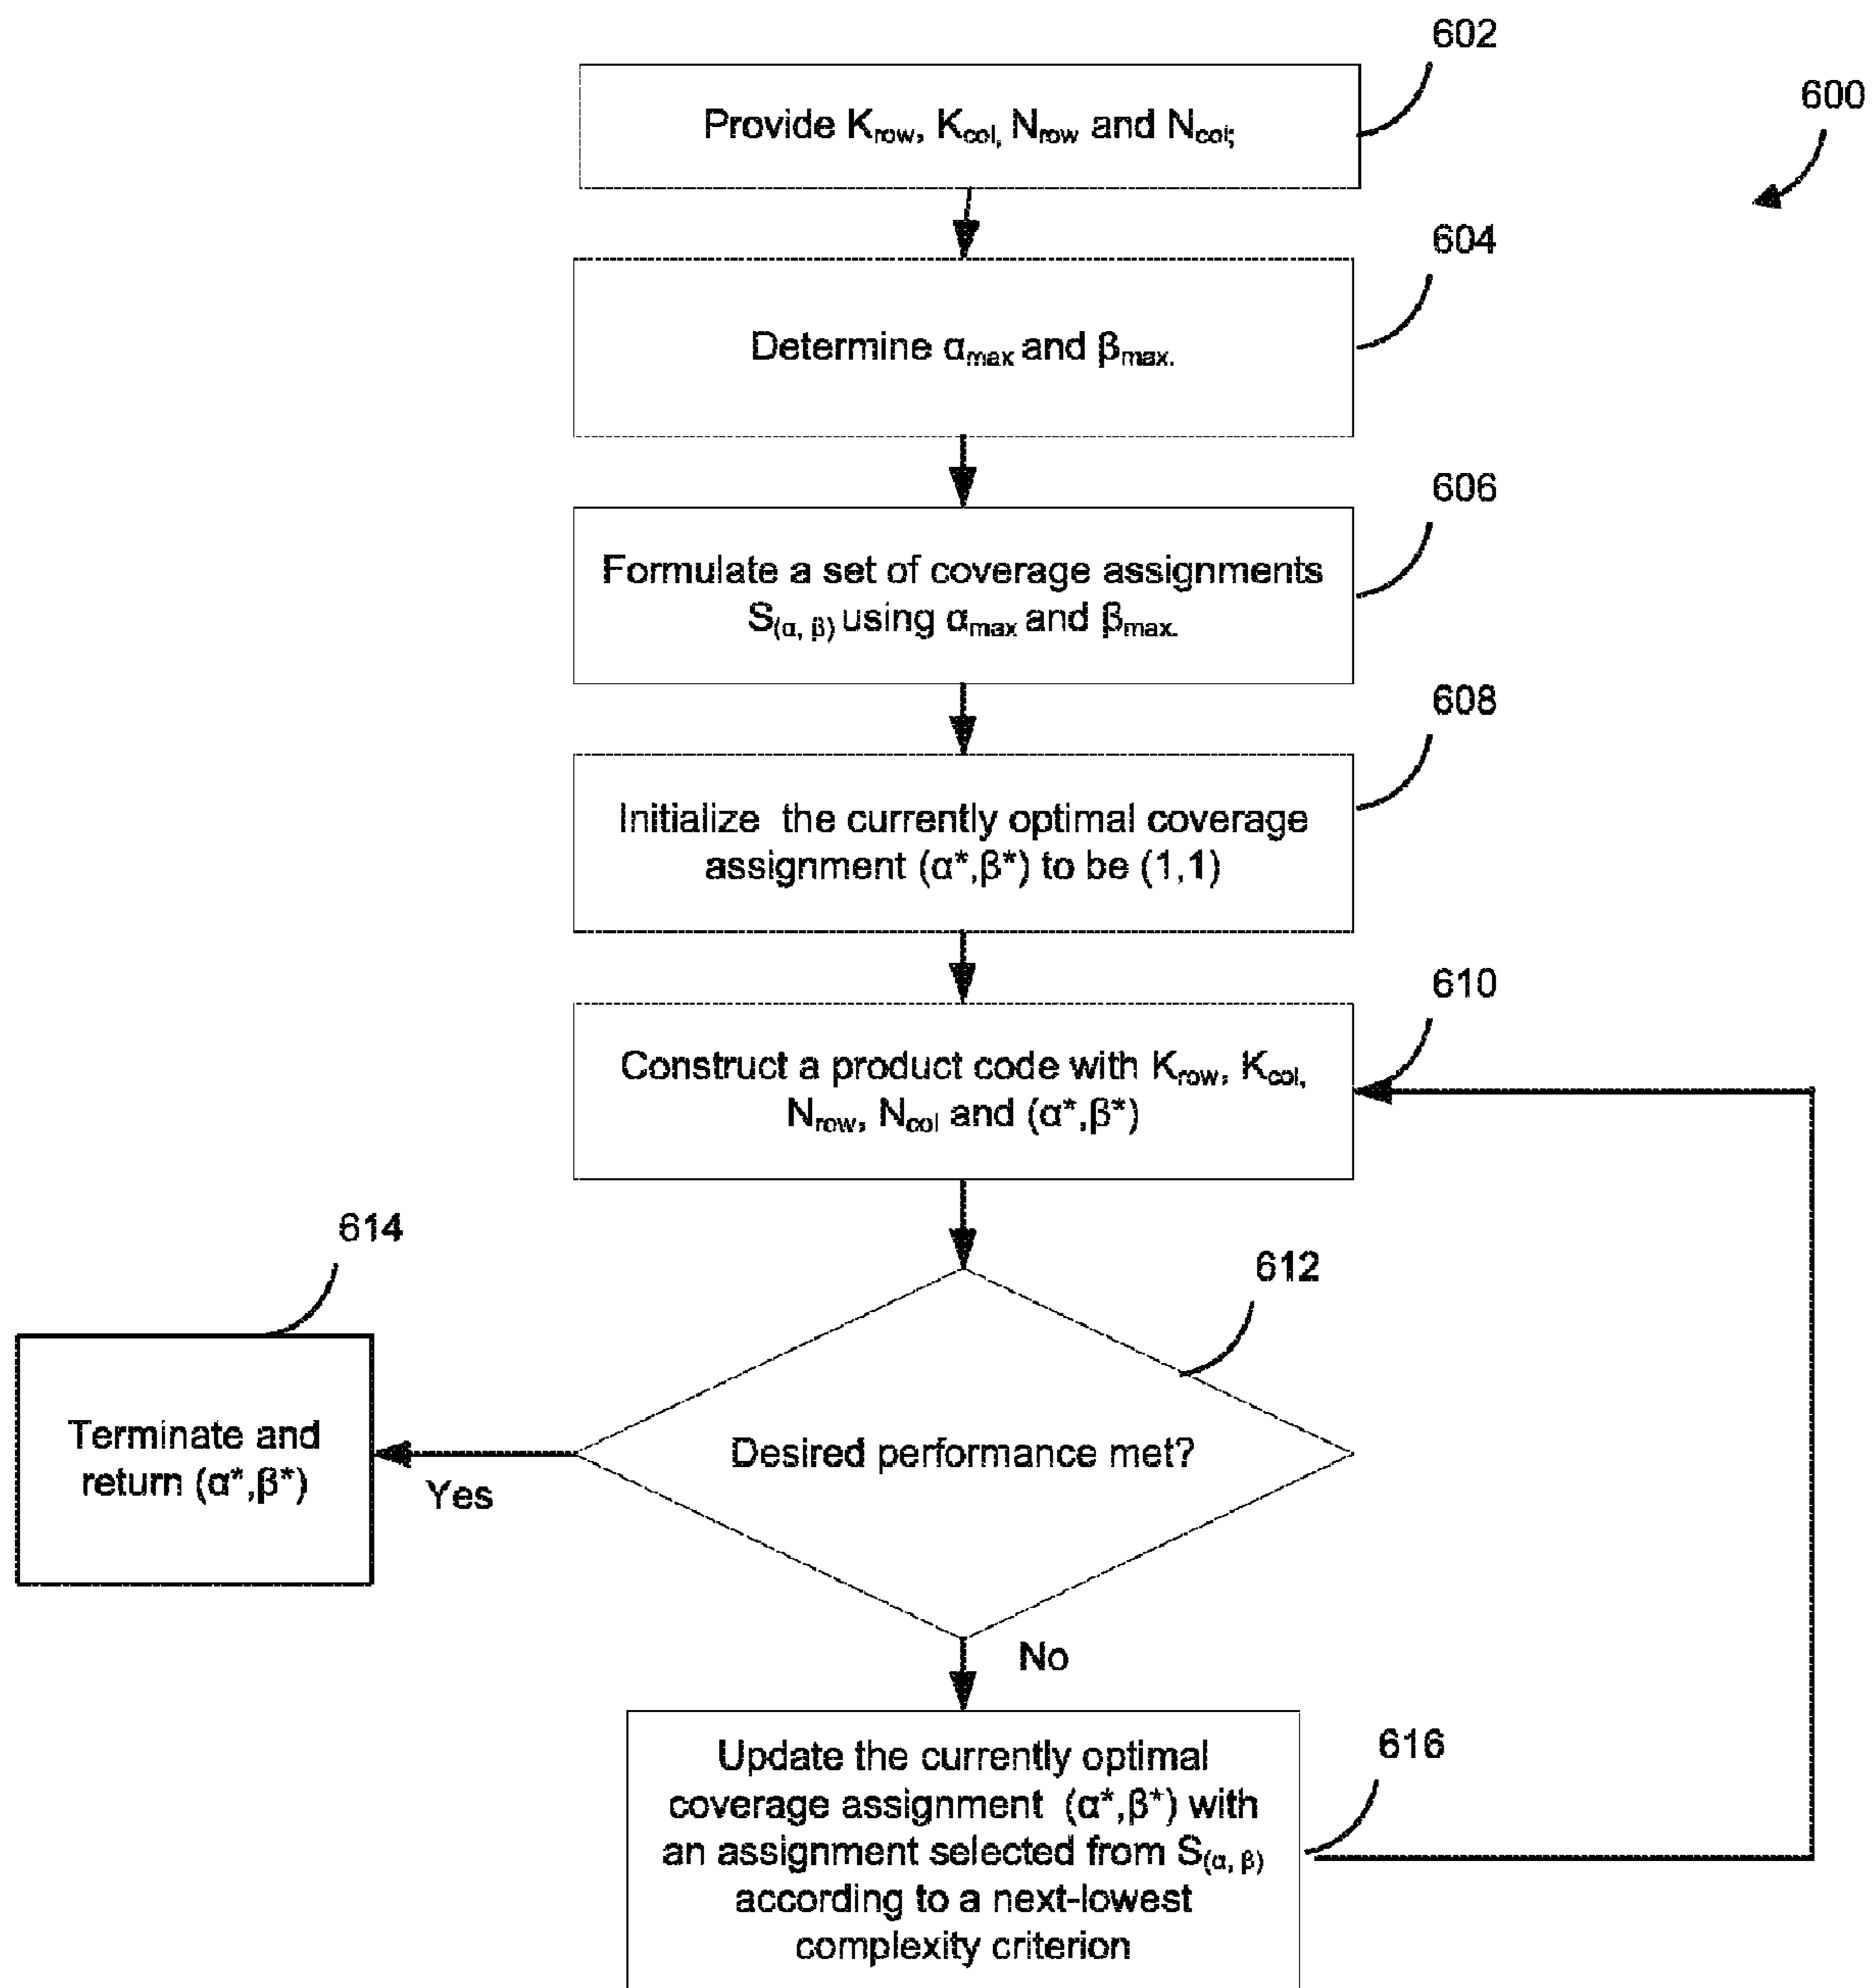 602
600
Provide Krow, Kcol, Nrow and Ncol;
604
Determine αmax and βmax.
606
Formulate a set of coverage assignments
S(α, β) using αmax and βmax.
608
Initialize the currently optimal coverage
assignment (α*,β*) to be (1,1)
610
Construct a product code with Krow, Kcol,
Nrow, Ncol and (α*,β*)
614
612
Terminate and
return (α*,β*)
Yes
Desired performance met?
No
616
Update the currently optimal
coverage assignment (α*,β*) with
an assignment selected from S(α, β)
according to a next-lowest
complexity criterion